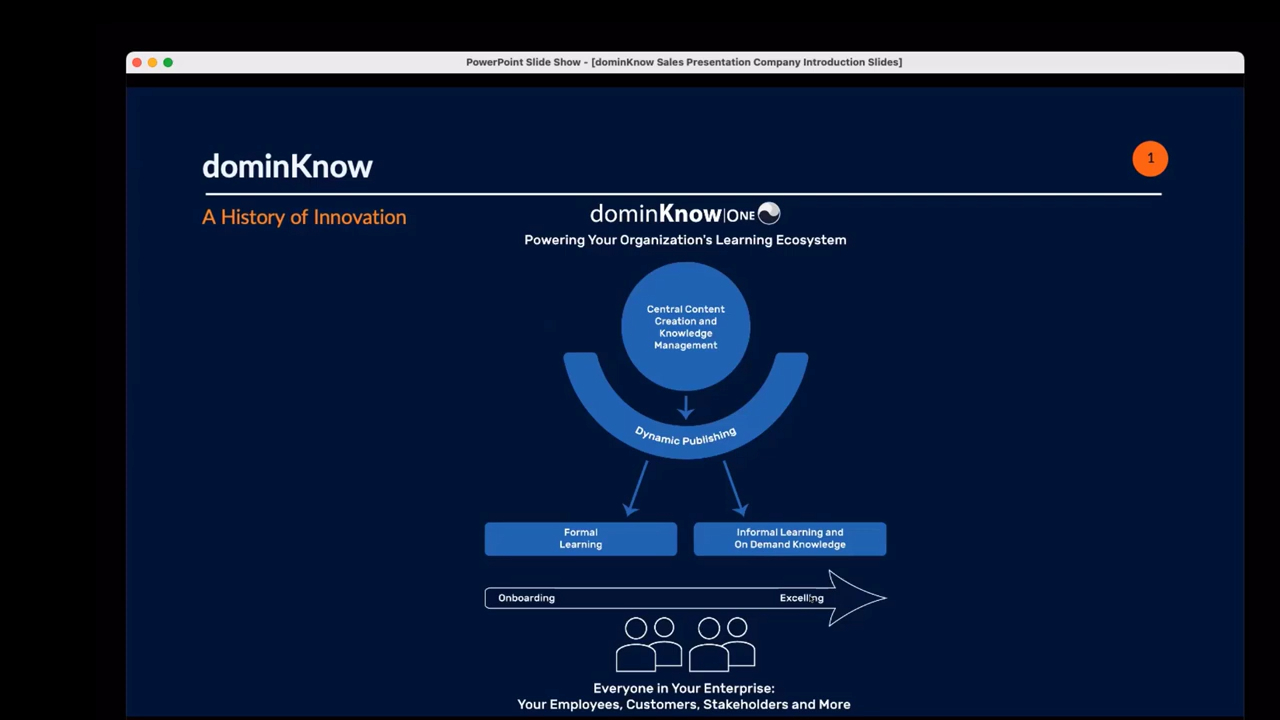 PowerPoint Slide Show - [dominKnow Sales Presentation Company Introduction Slides]
dominKnow
1
A History of Innovation
dominKnow|ONE
Powering Your Organization's Learning Ecosystem
Central Content
Creation and
Knowledge
Management
Dynamic Publishing
Formal
Learning
Informal Learning and
On Demand Knowledge
Onboarding
Excelling
Everyone in Your Enterprise:
Your Employees, Customers, Stakeholders and More